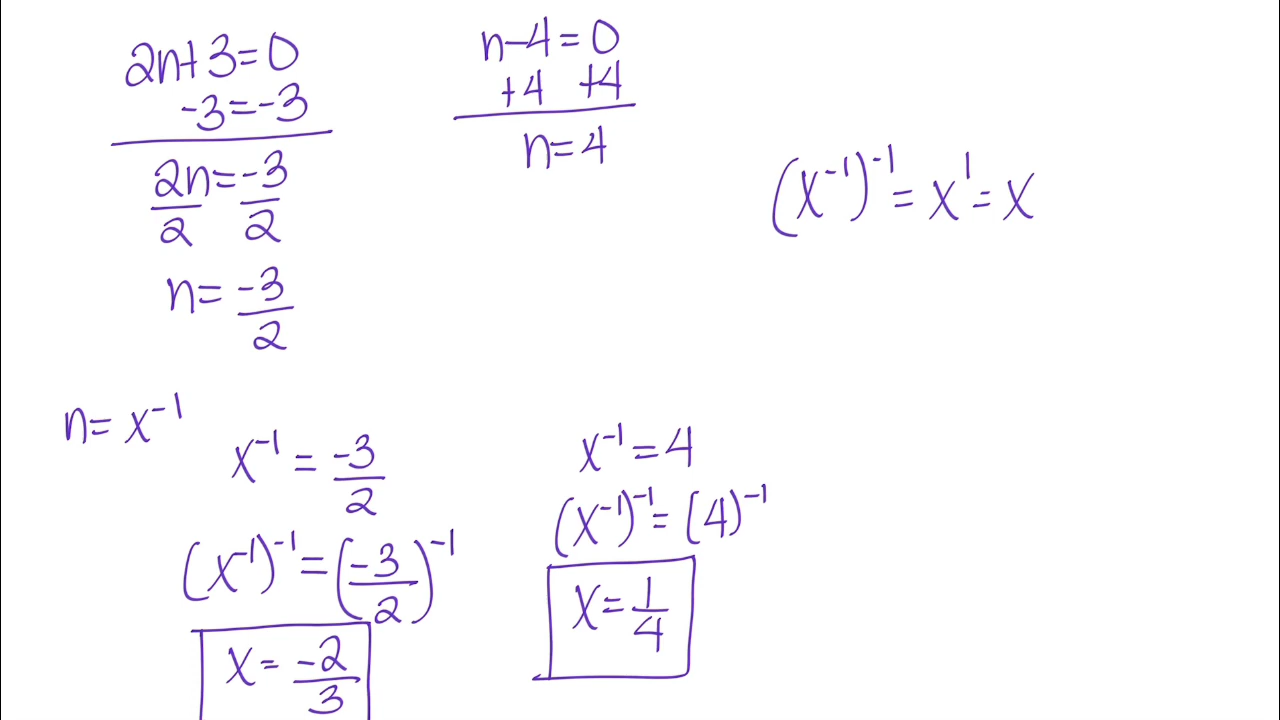 2n+3=0
-3=-3
2n=-3
2 2
n=-3
2
n-4=0
+4 +4
n=4
(x⁻¹)⁻¹=x¹=x
n=x⁻¹
x⁻¹=-3
2
(x⁻¹)⁻¹=(-3/2)⁻¹
x=-2
3
x⁻¹=4
(x⁻¹)⁻¹=(4)⁻¹
x=1
4